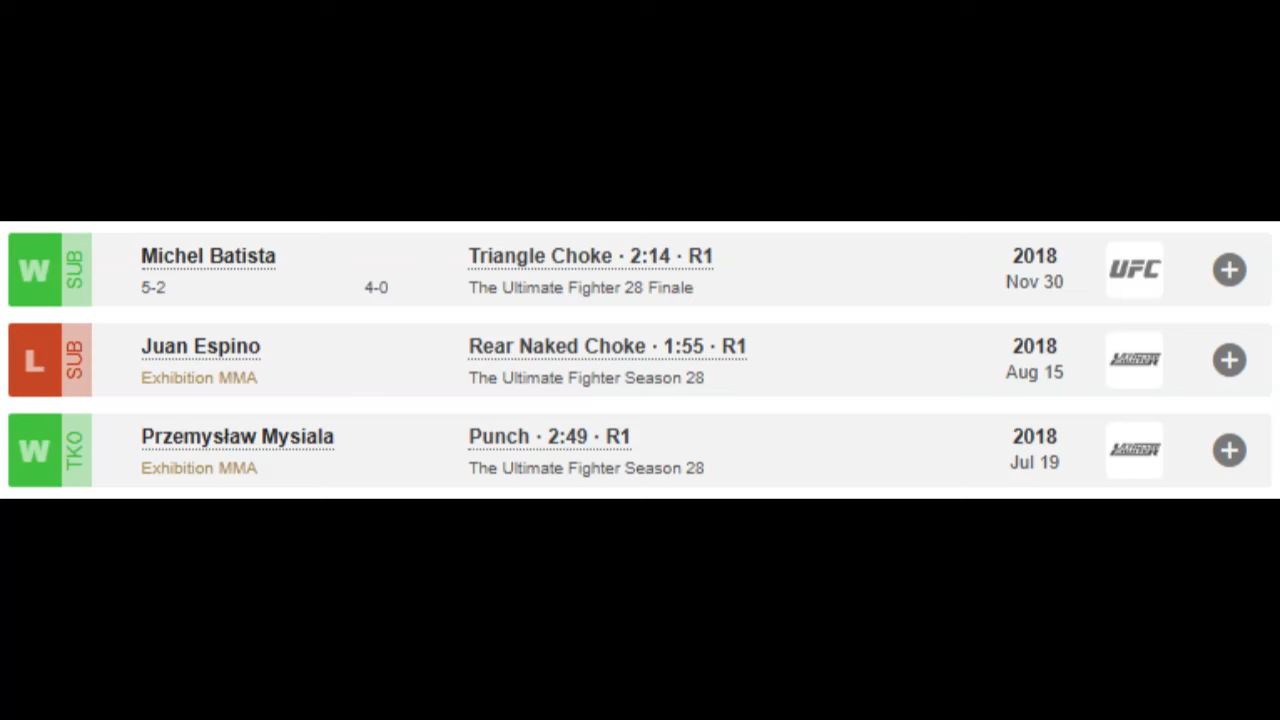 W SUB Michel Batista Triangle Choke · 2:14 · R1 2018 UFC
5-2 4-0 The Ultimate Fighter 28 Finale Nov 30
L SUB Juan Espino Rear Naked Choke · 1:55 · R1 2018
Exhibition MMA The Ultimate Fighter Season 28 Aug 15
W TKO Przemysław Mysiala Punch · 2:49 · R1 2018
Exhibition MMA The Ultimate Fighter Season 28 Jul 19